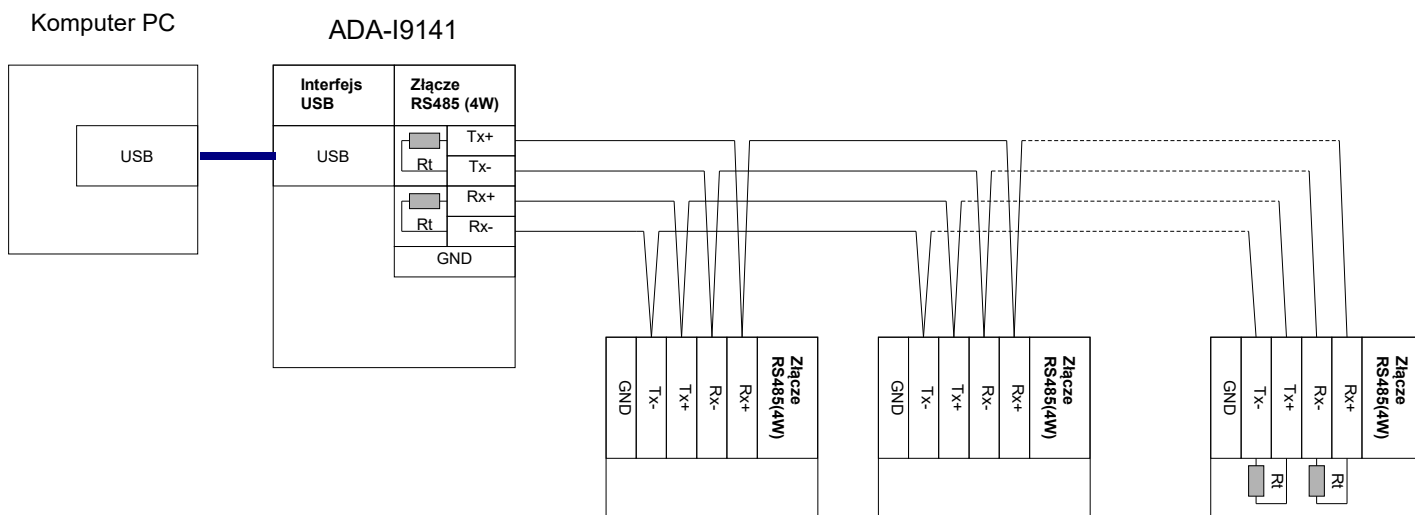 Komputer PC
ADA-I9141
Interfejs
USB
Złącze
RS485 (4W)
USB
USB
Rt
Tx+
Tx-
Rt
Rx+
Rx-
GND
GND
Tx-
Tx+
Rx-
Rx+
Złącze
RS485(4W)
GND
Tx-
Tx+
Rx-
Rx+
Złącze
RS485(4W)
GND
Tx-
Tx+
Rx-
Rx+
Złącze
RS485(4W)
Rt
Rt